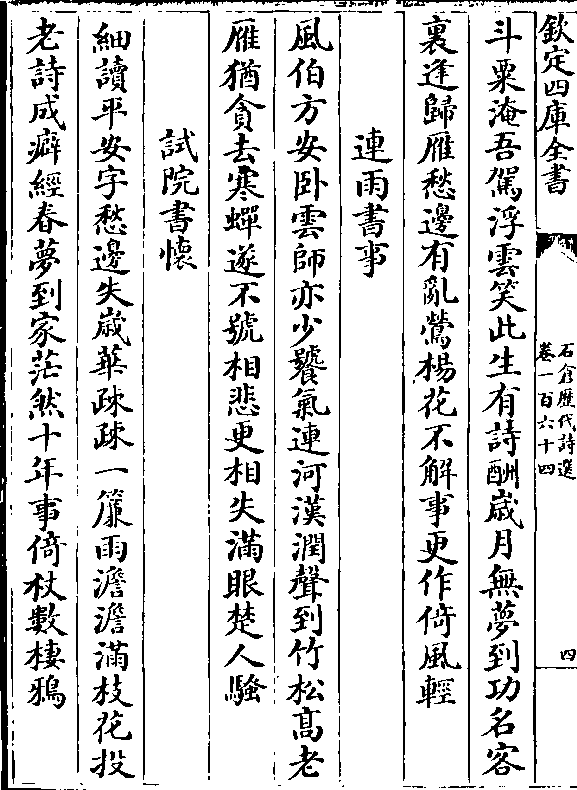 欽定四庫全書
石倉歷代詩選
卷一百六十四
四
斗粟淹吾駕浮雲笑此生有詩酬歲月無夢到功名客
裏逢歸雁愁邊有亂鶯楊花不解事更作倚風輕
連雨書事
風伯方安卧雲師亦少饕氣連河漢潤聲到竹松髙老
雁猶貪去寒蟬遂不號相悲更相失滿眼楚人騷
試院書懷
細讀平安字愁邊失歲華疎疎一簾雨澹澹滿枝花投
老詩成癖經春夢到家茫然十年事倚杖數棲鴉